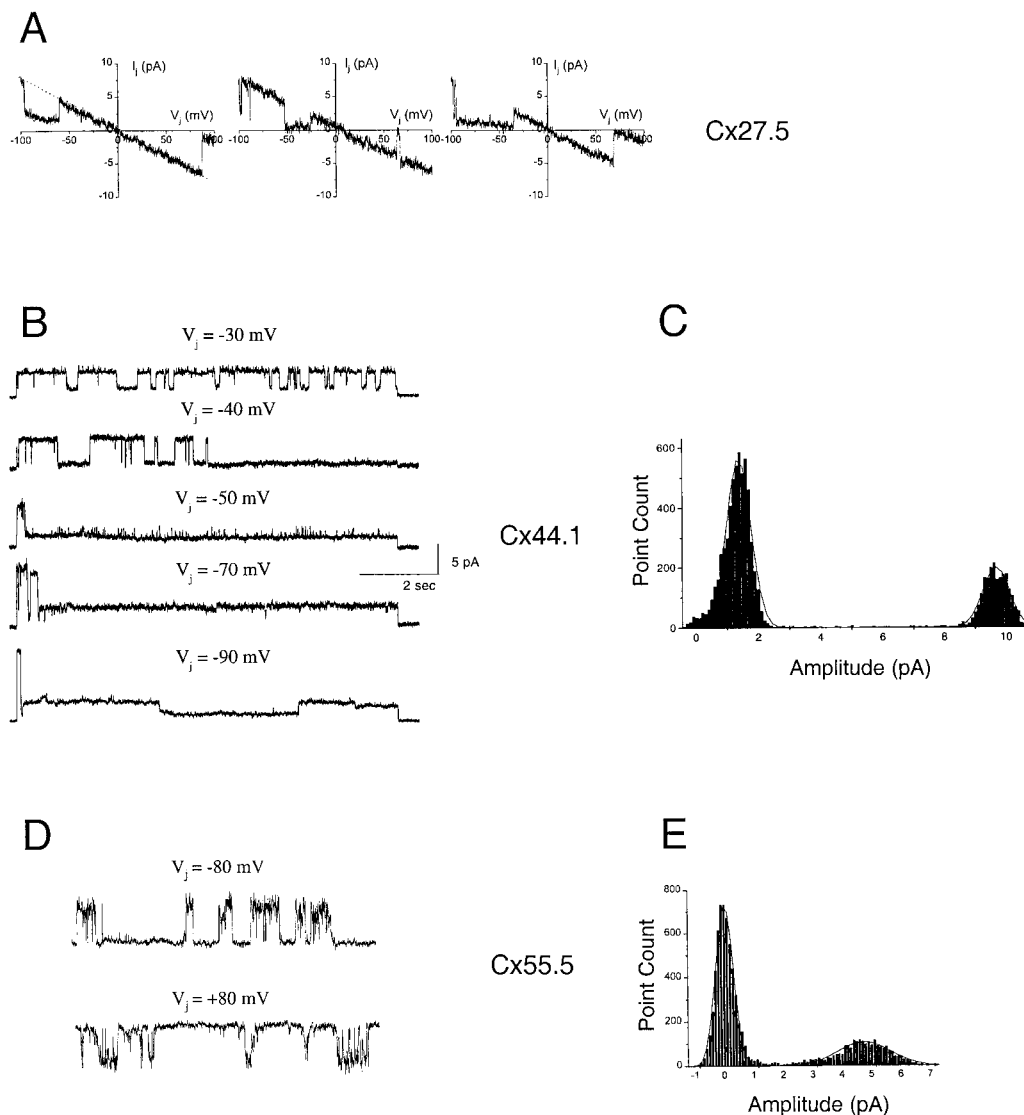 A
10
I_j (pA)
5
V_j (mV)
-100
-50
0
50
100
-5
-10
10
I_j (pA)
5
V_j (mV)
-100
-50
0
50
100
-5
-10
10
I_j (pA)
5
V_j (mV)
-100
-50
0
50
100
-5
-10
Cx27.5
B
V_j = -30 mV
V_j = -40 mV
V_j = -50 mV
V_j = -70 mV
V_j = -90 mV
5 pA
2 sec
Cx44.1
C
600
400
200
0
Point Count
0 2 4 6 8 10
Amplitude (pA)
D
V_j = -80 mV
V_j = +80 mV
Cx55.5
E
800
600
400
200
0
Point Count
-1 0 1 2 3 4 5 6 7
Amplitude (pA)